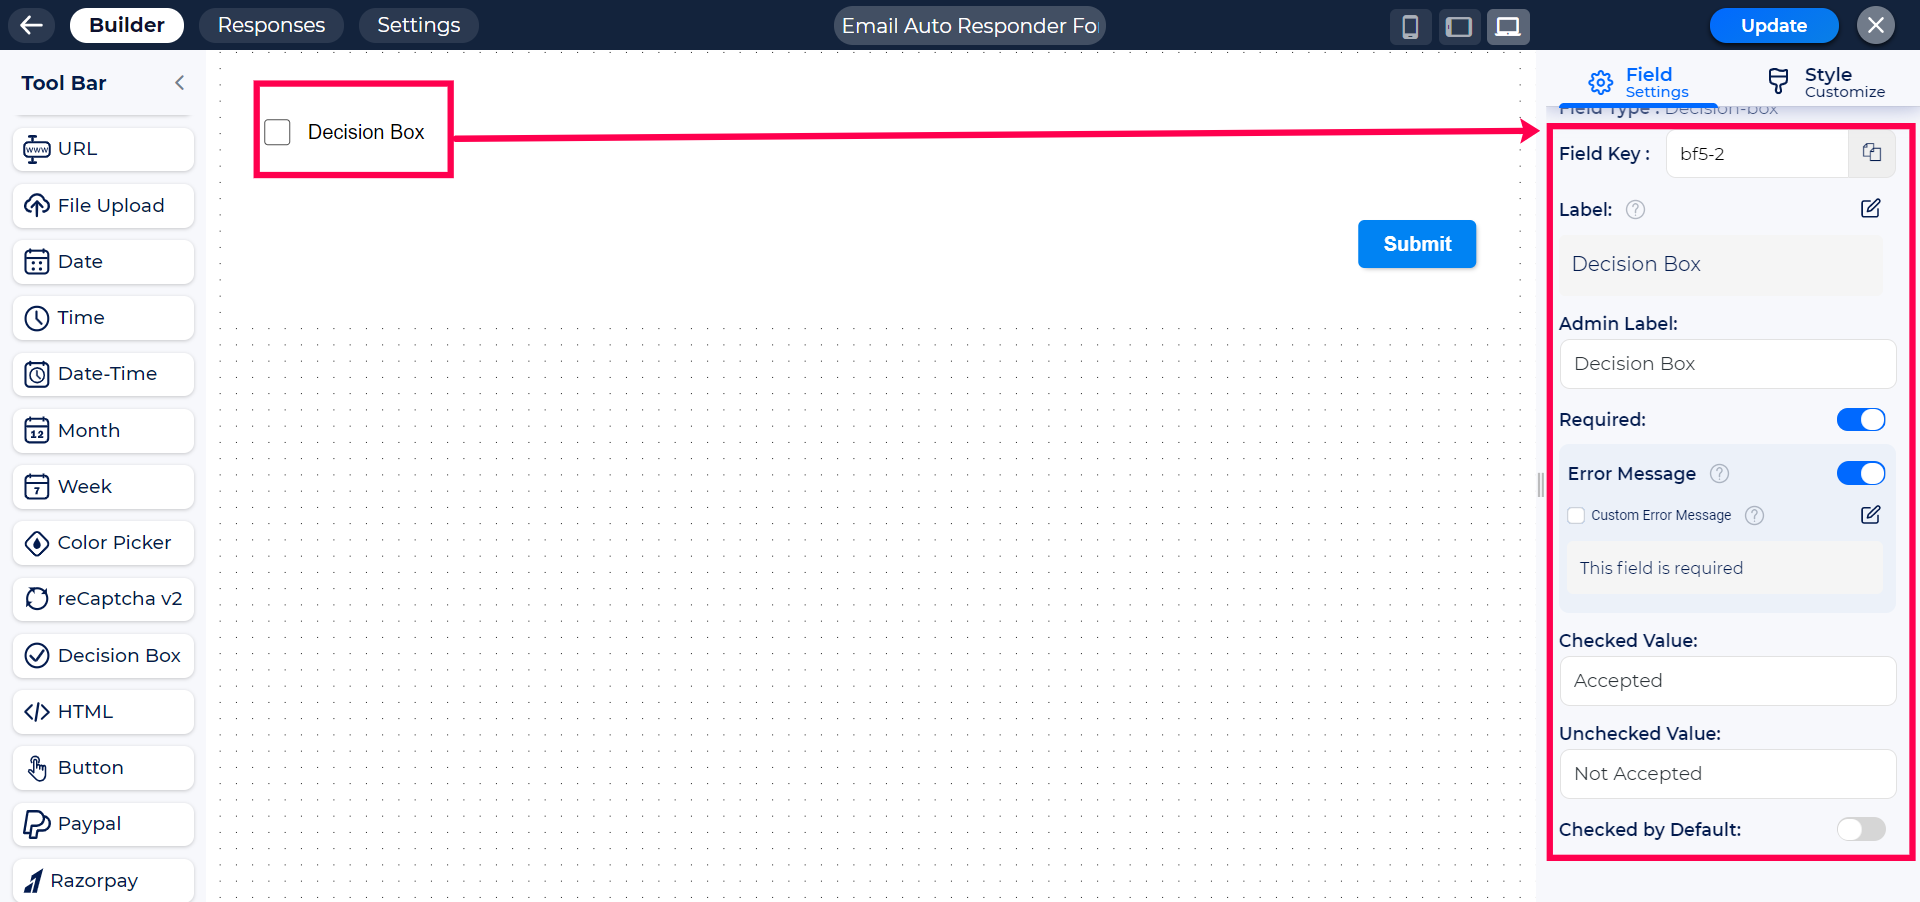 Builder
Responses
Settings
Email Auto Responder Fo
Update
Tool Bar
URL
File Upload
Date
Time
Date-Time
Month
Week
Color Picker
reCaptcha v2
Decision Box
HTML
Button
Paypal
Razorpay
Decision Box
Submit
Field
Settings
Style
Customize
Field Type : Decision-box
Field Key :
bf5-2
Label:
Decision Box
Admin Label:
Decision Box
Required:
Error Message
Custom Error Message
This field is required
Checked Value:
Accepted
Unchecked Value:
Not Accepted
Checked by Default: